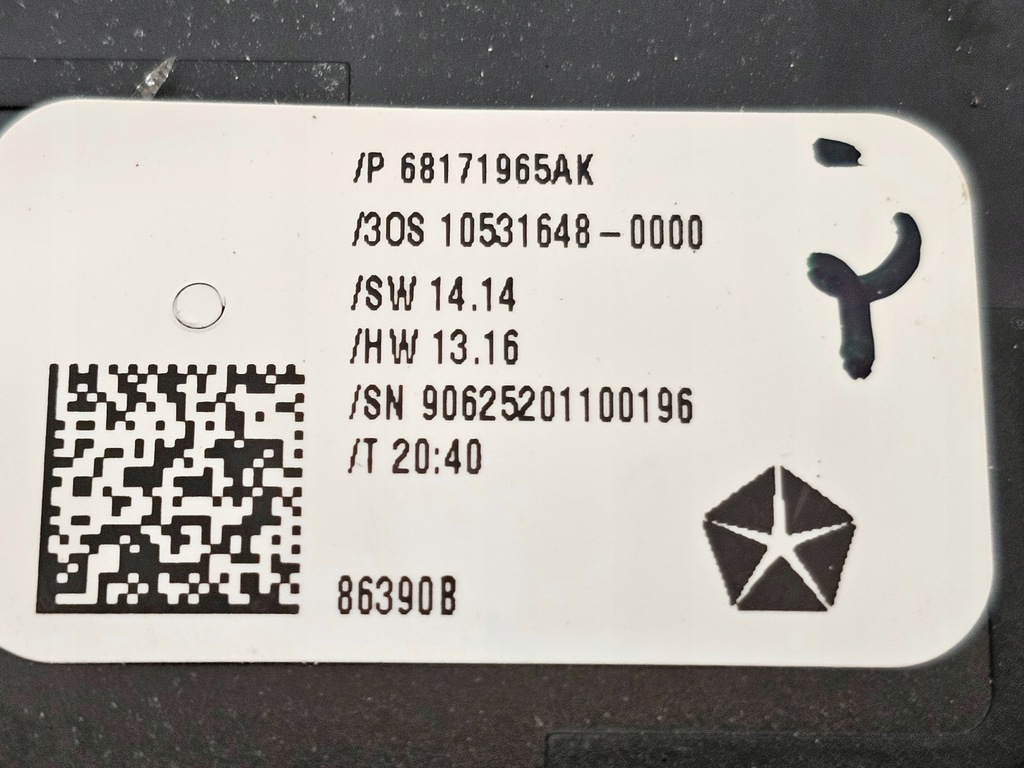 /P 68171965AK
/3OS 10531648-0000
/SW 14.14
/HW 13.16
/SN 90625201100196
/T 20:40
86390B